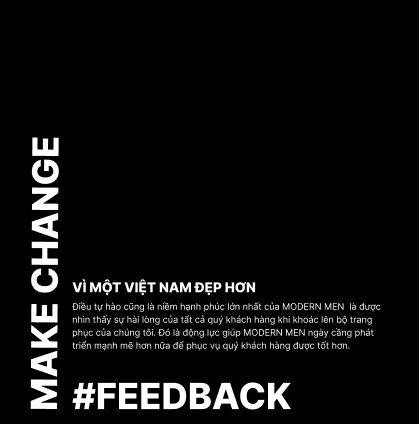 MAKE CHANGE
VÌ MỘT VIỆT NAM ĐẸP HƠN
Điều tự hào cũng là niềm hạnh phúc lớn nhất của MODERN MEN là được
nhìn thấy sự hài lòng của tất cả quý khách hàng khi khoác lên bộ trang
phục của chúng tôi. Đó là động lực giúp MODERN MEN ngày càng phát
triển mạnh mẽ hơn nữa để phục vụ quý khách hàng được tốt hơn.
#FEEDBACK